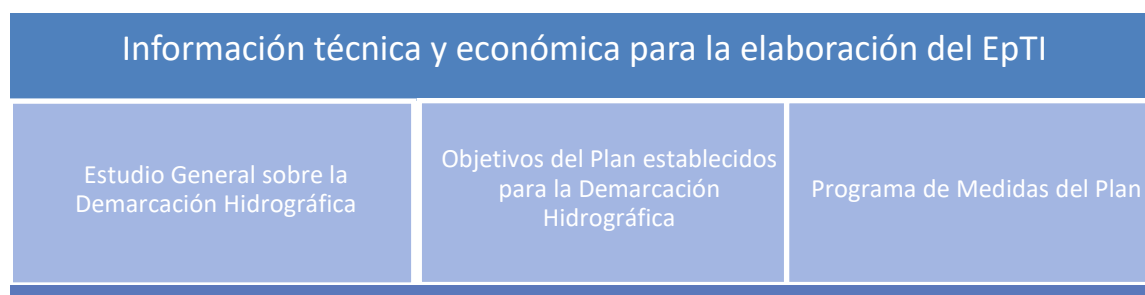 Información técnica y económica para la elaboración del EpTI
Estudio General sobre la
Demarcación Hidrográfica
Objetivos del Plan establecidos
para la Demarcación
Hidrográfica
Programa de Medidas del Plan